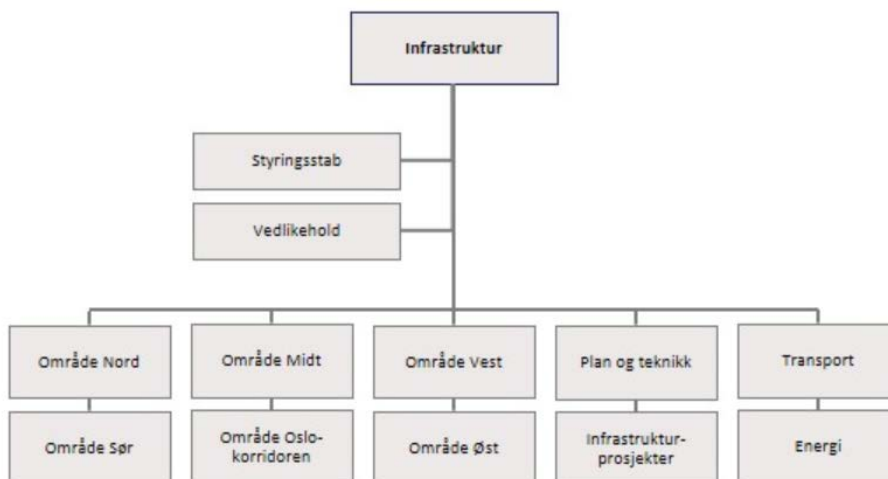 Infrastruktur
Styringsstab
Vedlikehold
Område Nord
Område Midt
Område Vest
Plan og teknikk
Transport
Område Sør
Område Oslo-
korridoren
Område Øst
Infrastruktur-
prosjekter
Energi